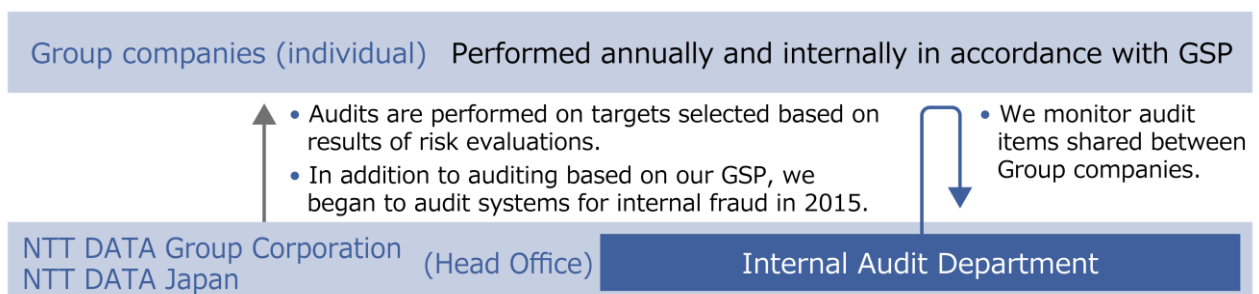 Group companies (individual) Performed annually and internally in accordance with GSP
• Audits are performed on targets selected based on
results of risk evaluations.
• In addition to auditing based on our GSP, we
began to audit systems for internal fraud in 2015.
• We monitor audit
items shared between
Group companies.
NTT DATA Group Corporation
NTT DATA Japan
(Head Office)
Internal Audit Department